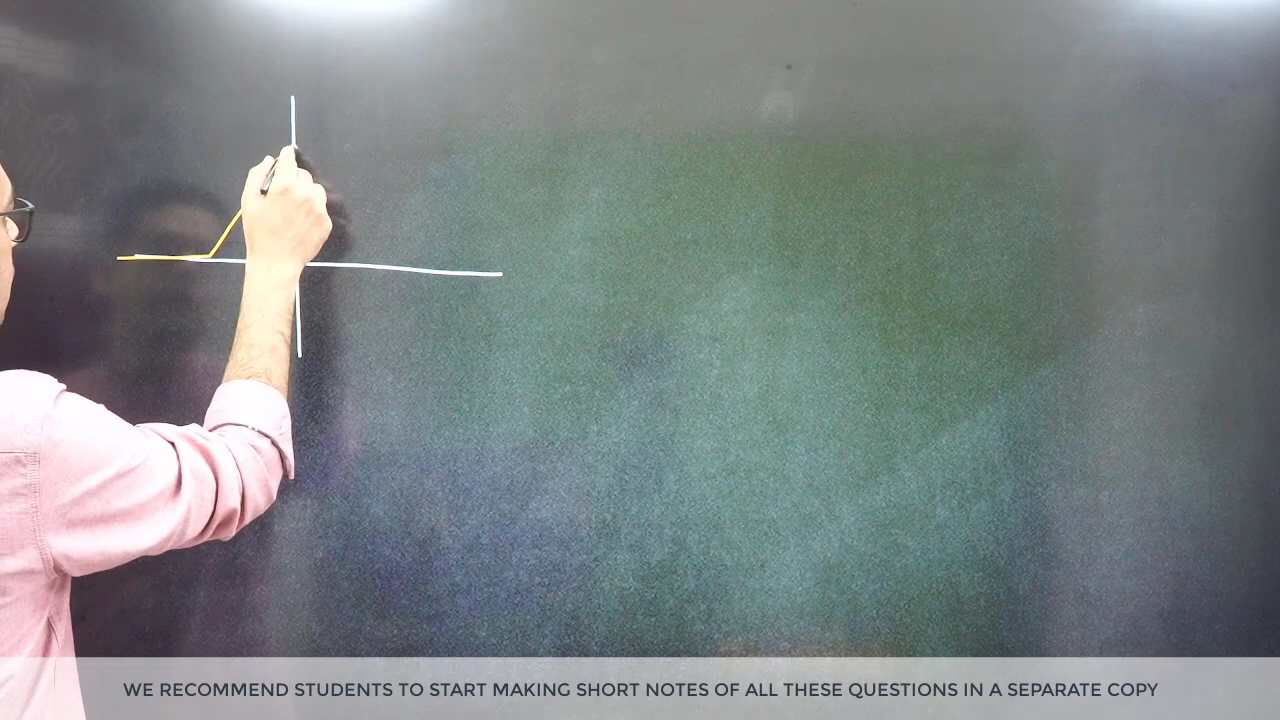 WE RECOMMEND STUDENTS TO START MAKING SHORT NOTES OF ALL THESE QUESTIONS IN A SEPARATE COPY